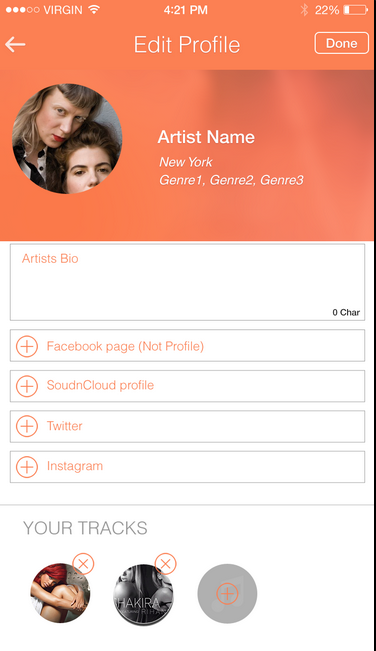 VIRGIN 4:21 PM 22%
Edit Profile Done
Artist Name
New York
Genre1, Genre2, Genre3
Artists Bio
0 Char
Facebook page (Not Profile)
SoudnCloud profile
Twitter
Instagram
YOUR TRACKS
HAKIRA